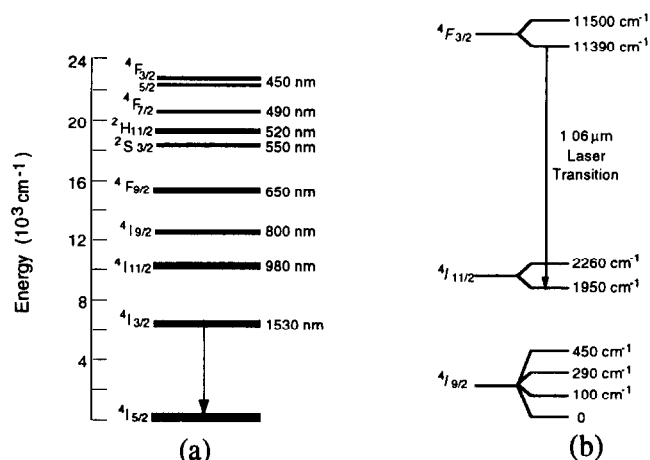 Energy (10³ cm⁻¹)
24
20
16
12
8
4
0
⁴F₃/₂
5/2
450 nm
⁴F₇/₂
490 nm
²H₁₁/₂
520 nm
²S₃/₂
550 nm
⁴F₉/₂
650 nm
⁴I₉/₂
800 nm
⁴I₁₁/₂
980 nm
⁴I₃/₂
1530 nm
⁴I₅/₂
(a)
⁴F₃/₂
11500 cm⁻¹
11390 cm⁻¹
1 06 µm
Laser
Transition
⁴I₁₁/₂
2260 cm⁻¹
1950 cm⁻¹
⁴I₉/₂
450 cm⁻¹
290 cm⁻¹
100 cm⁻¹
0
(b)